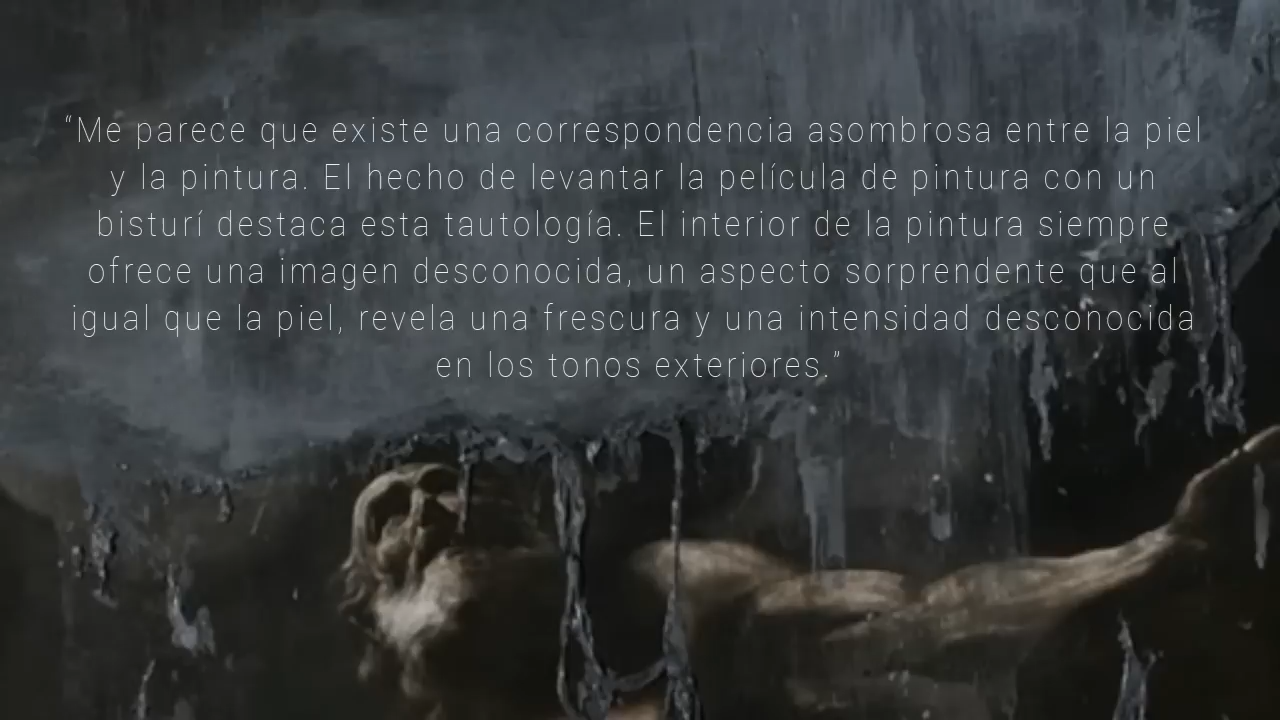 “Me parece que existe una correspondencia asombrosa entre la piel
y la pintura. El hecho de levantar la película de pintura con un
bisturí destaca esta tautología. El interior de la pintura siempre
ofrece una imagen desconocida, un aspecto sorprendente que al
igual que la piel, revela una frescura y una intensidad desconocida
en los tonos exteriores.”